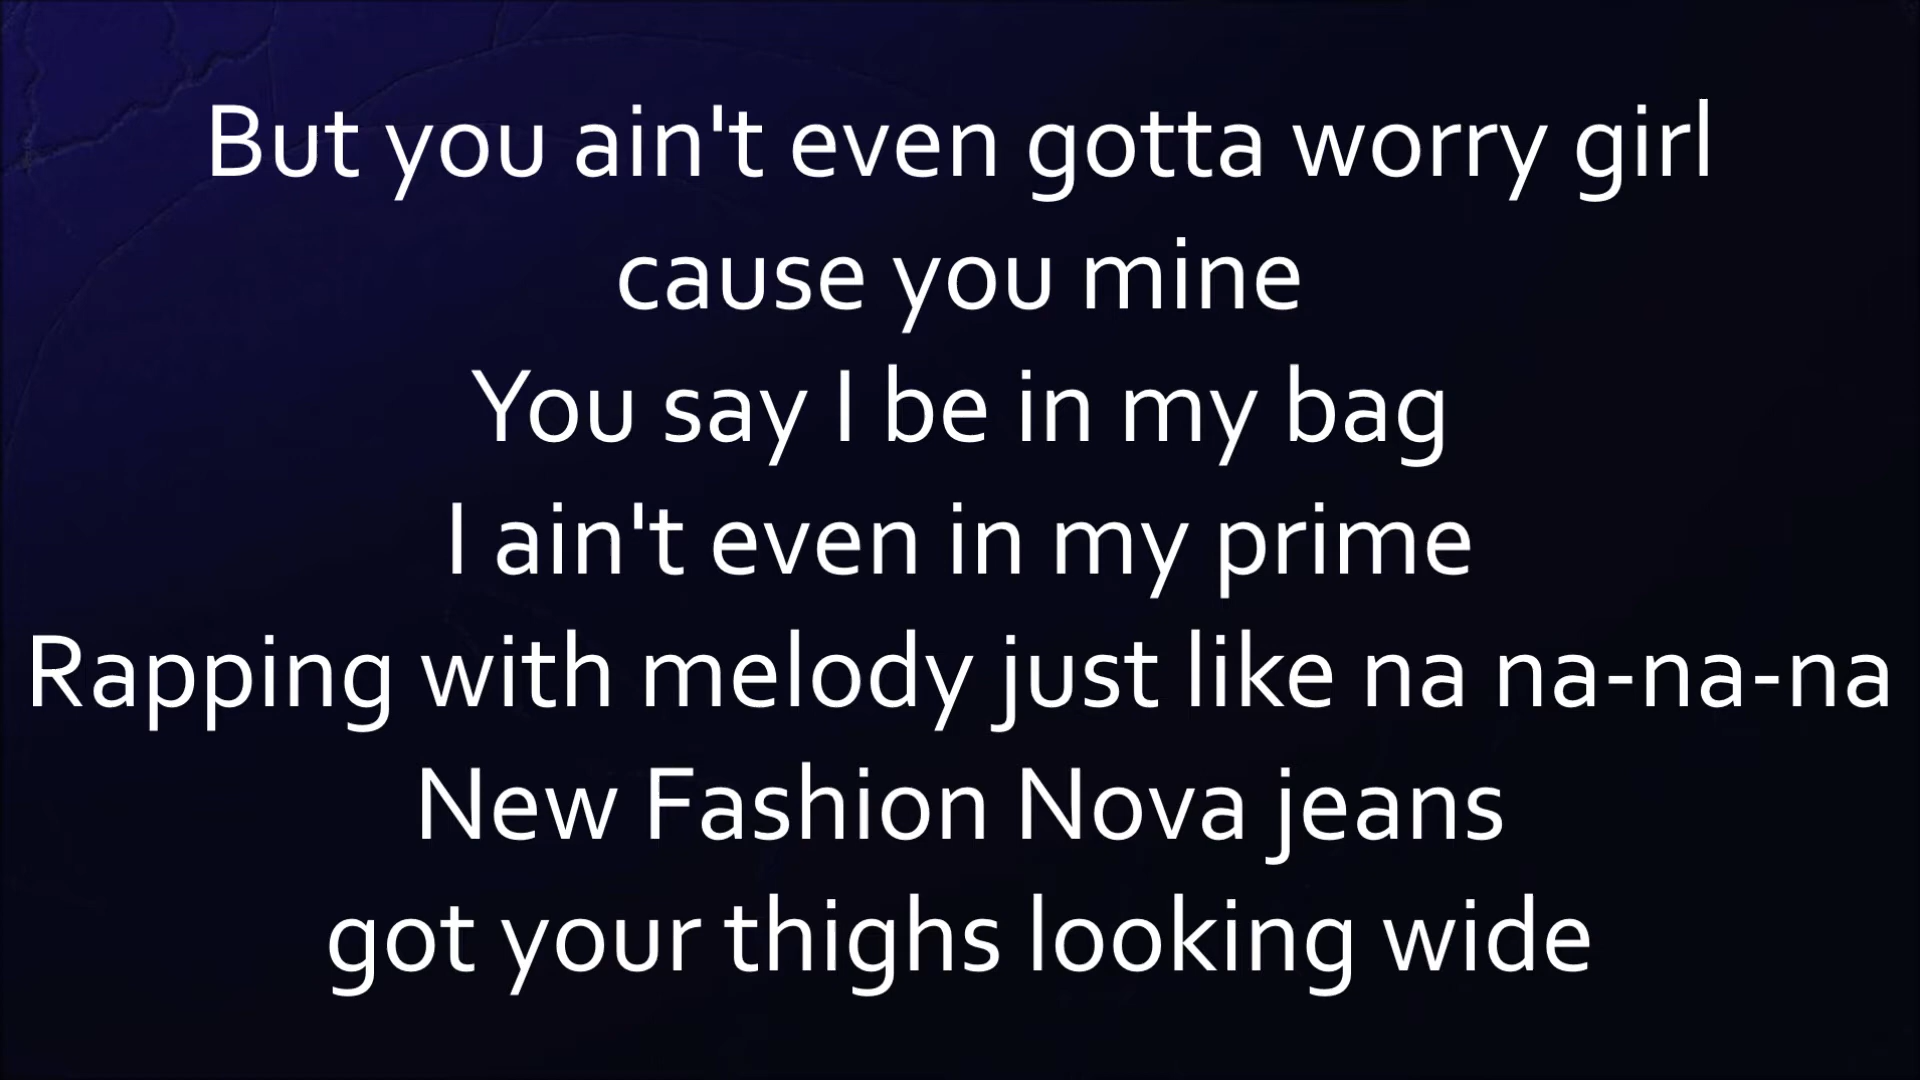 But you ain't even gotta worry girl
cause you mine
You say I be in my bag
I ain't even in my prime
Rapping with melody just like na na-na-na
New Fashion Nova jeans
got your thighs looking wide